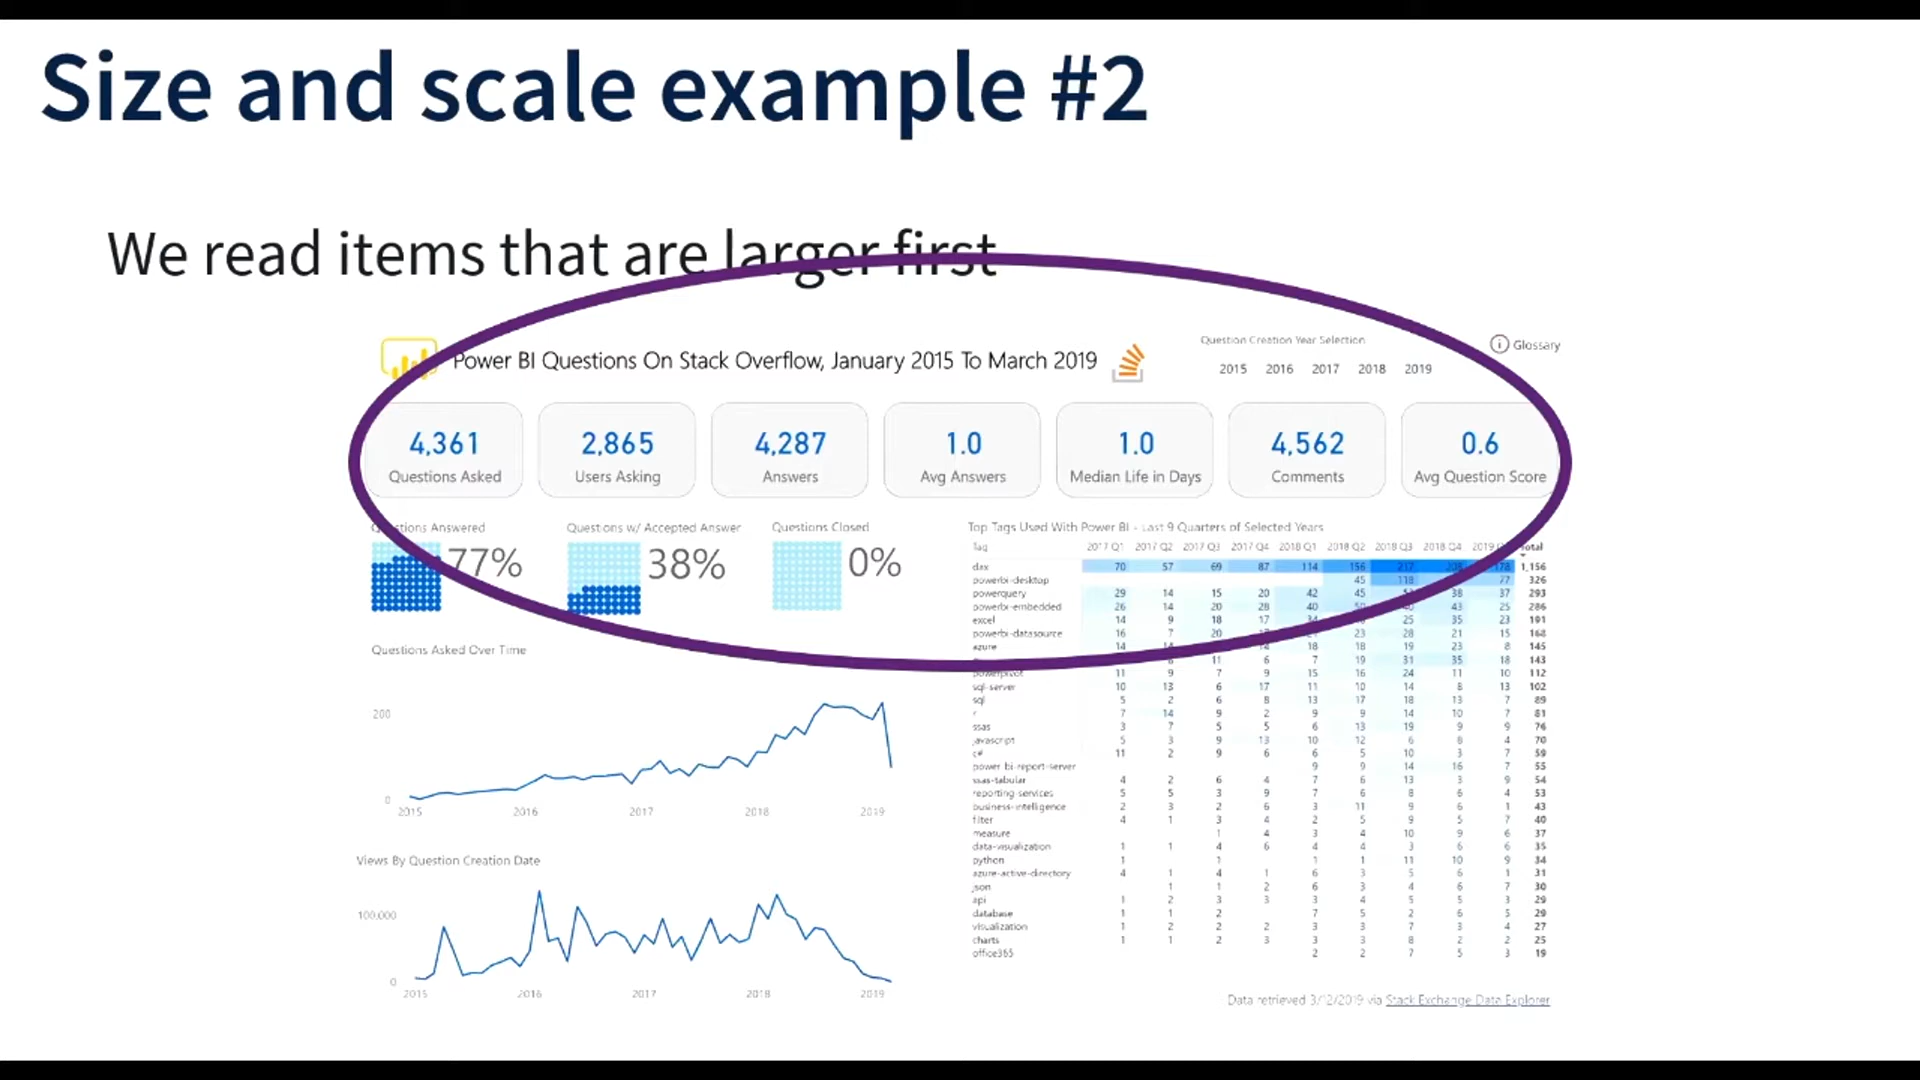 Size and scale example #2
We read items that are larger first
Power BI Questions On Stack Overflow, January 2015 To March 2019
Question Creation Year Selection
2015 2016 2017 2018 2019
Glossary
4,361 2,865 4,287 1.0 1.0 4,562 0.6
Questions Asked Users Asking Answers Avg Answers Median Life in Days Comments Avg Question Score
Questions Answered Questions w/ Accepted Answer Questions Closed
77% 38% 0%
Questions Asked Over Time
200
0
2015 2016 2017 2018 2019
Views By Question Creation Date
100,000
0
2015 2016 2017 2018 2019
Top Tags Used With Power BI - Last 9 Quarters of Selected Years
Tag 2017 Q1 2017 Q2 2017 Q3 2017 Q4 2018 Q1 2018 Q2 2018 Q3 2018 Q4 2019 Total
dax 70 57 69 87 114 156 217 178 1,156
powerbi-desktop 45 118 77 326
powerquery 29 14 15 20 42 45 38 37 293
powerbi-embedded 26 14 20 28 40 43 25 286
excel 14 9 18 17 25 35 23 191
powerbi-datasource 16 7 20 23 28 21 15 168
azure 14 18 18 19 23 8 145
11 6 7 19 31 35 18 143
powerpivot 11 9 7 9 15 16 24 11 10 112
sql-server 10 13 6 17 11 10 14 8 13 102
sql 5 2 6 8 13 17 18 13 7 89
r 7 14 9 2 9 9 14 10 7 81
ssas 3 7 5 5 6 13 19 9 9 76
javascript 5 3 9 13 10 12 6 8 4 70
c# 11 2 9 6 6 5 10 3 7 59
power-bi-report-server 9 9 14 16 7 55
ssas-tabular 4 2 6 4 7 6 13 3 9 54
reporting-services 5 5 3 9 7 6 8 6 4 53
business-intelligence 2 3 2 6 3 11 9 6 1 43
filter 4 1 3 4 2 5 9 5 7 40
measure 1 4 3 4 10 9 6 37
data-visualization 1 1 4 6 4 4 3 6 6 35
python 1 1 1 1 11 10 9 34
azure-active-directory 4 1 4 1 6 3 5 6 1 31
json 1 1 2 6 3 4 6 7 30
api 1 2 3 3 3 4 5 5 3 29
database 1 1 2 7 5 2 6 5 29
visualization 1 2 2 2 3 3 7 3 4 27
charts 1 1 2 3 3 3 8 2 2 25
office365 2 2 7 5 3 19
Data retrieved 3/12/2019 via Stack Exchange Data Explorer